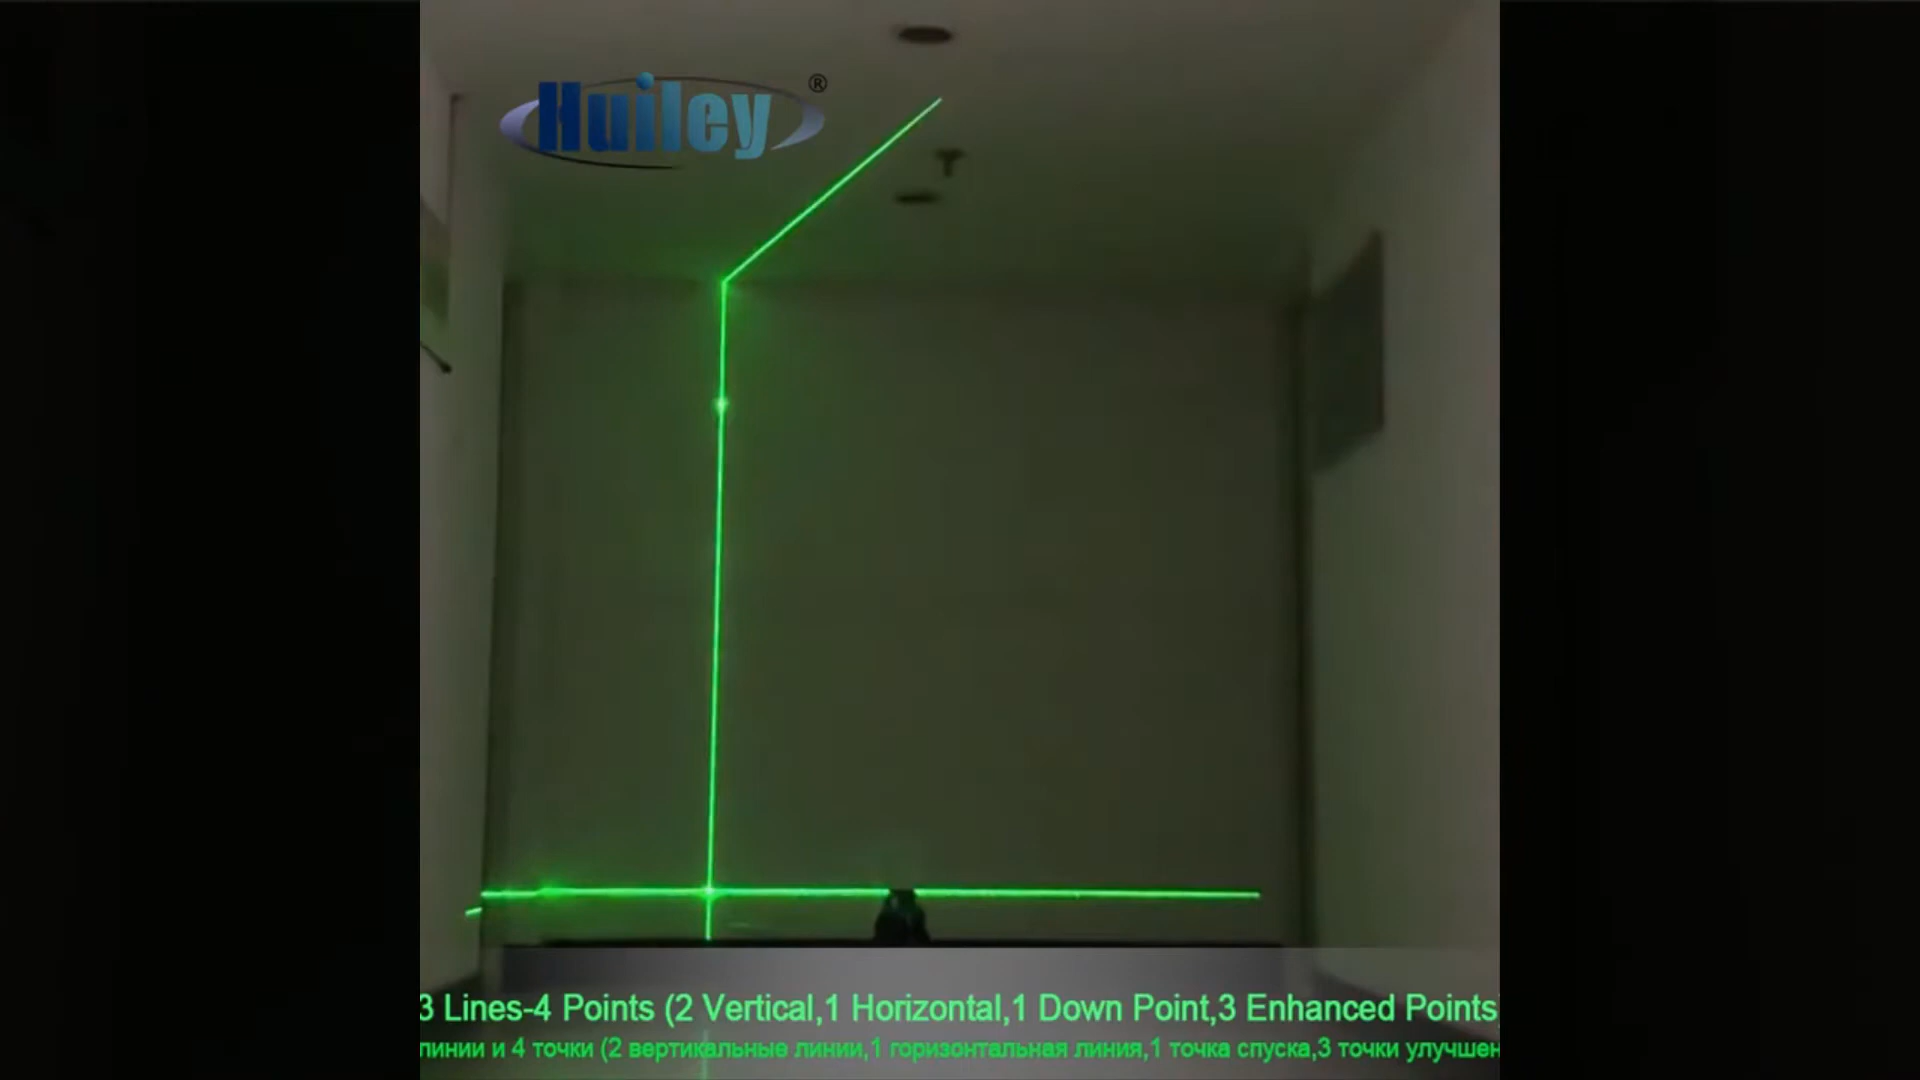 Huiley®
3 Lines-4 Points (2 Vertical,1 Horizontal,1 Down Point,3 Enhanced Points)
линии и 4 точки (2 вертикальные линии,1 горизонтальная линия,1 точка спуска,3 точки улучшен